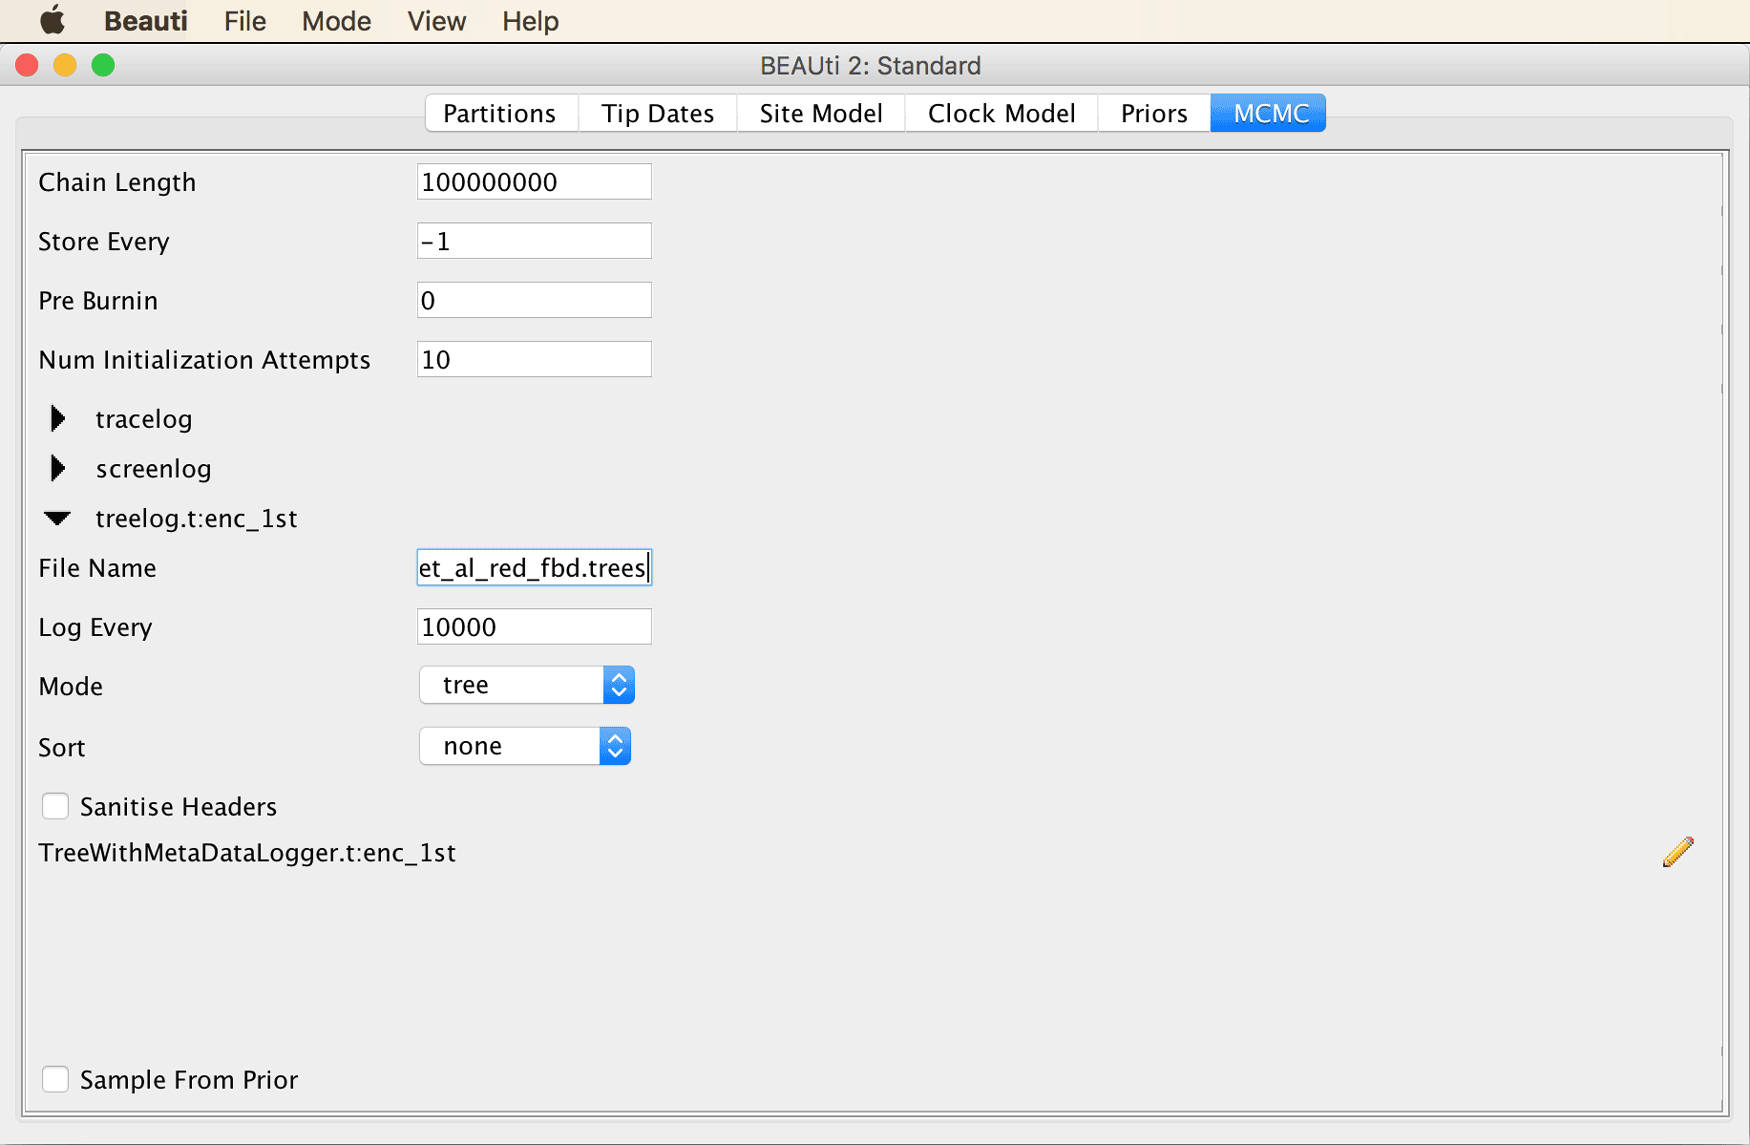 Beauti File Mode View Help
BEAUti 2: Standard
Partitions Tip Dates Site Model Clock Model Priors MCMC
Chain Length 100000000
Store Every -1
Pre Burnin 0
Num Initialization Attempts 10
tracelog
screenlog
treelog.t:enc_1st
File Name et_al_red_fbd.trees
Log Every 10000
Mode tree
Sort none
Sanitise Headers
TreeWithMetaDataLogger.t:enc_1st
Sample From Prior